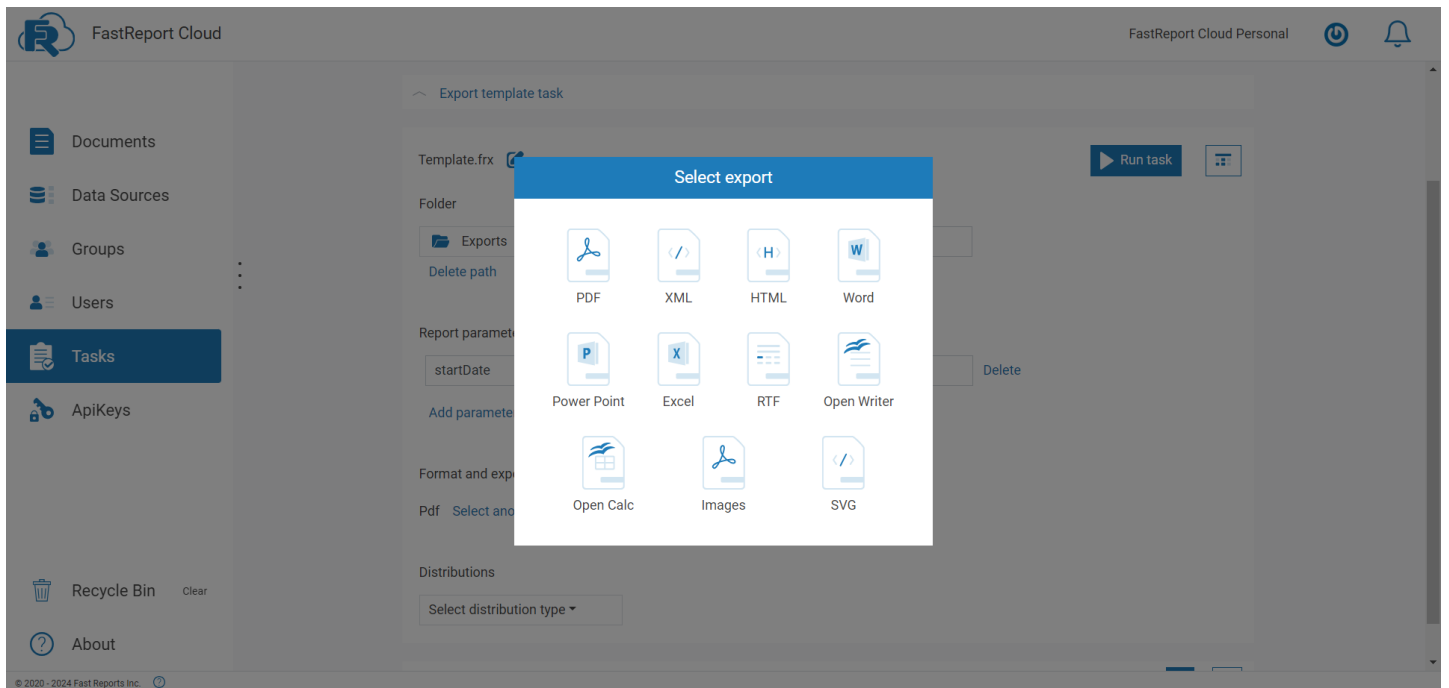 FastReport Cloud
FastReport Cloud Personal
Documents
Data Sources
Groups
Users
Tasks
ApiKeys
Recycle Bin Clear
About
Export template task
Template.frx
Run task
Folder
Exports
Delete path
Report paramete
startDate
Delete
Add paramete
Format and expo
Pdf Select ano
Distributions
Select distribution type
Select export
PDF XML HTML Word
Power Point Excel RTF Open Writer
Open Calc Images SVG
© 2020 - 2024 Fast Reports Inc.